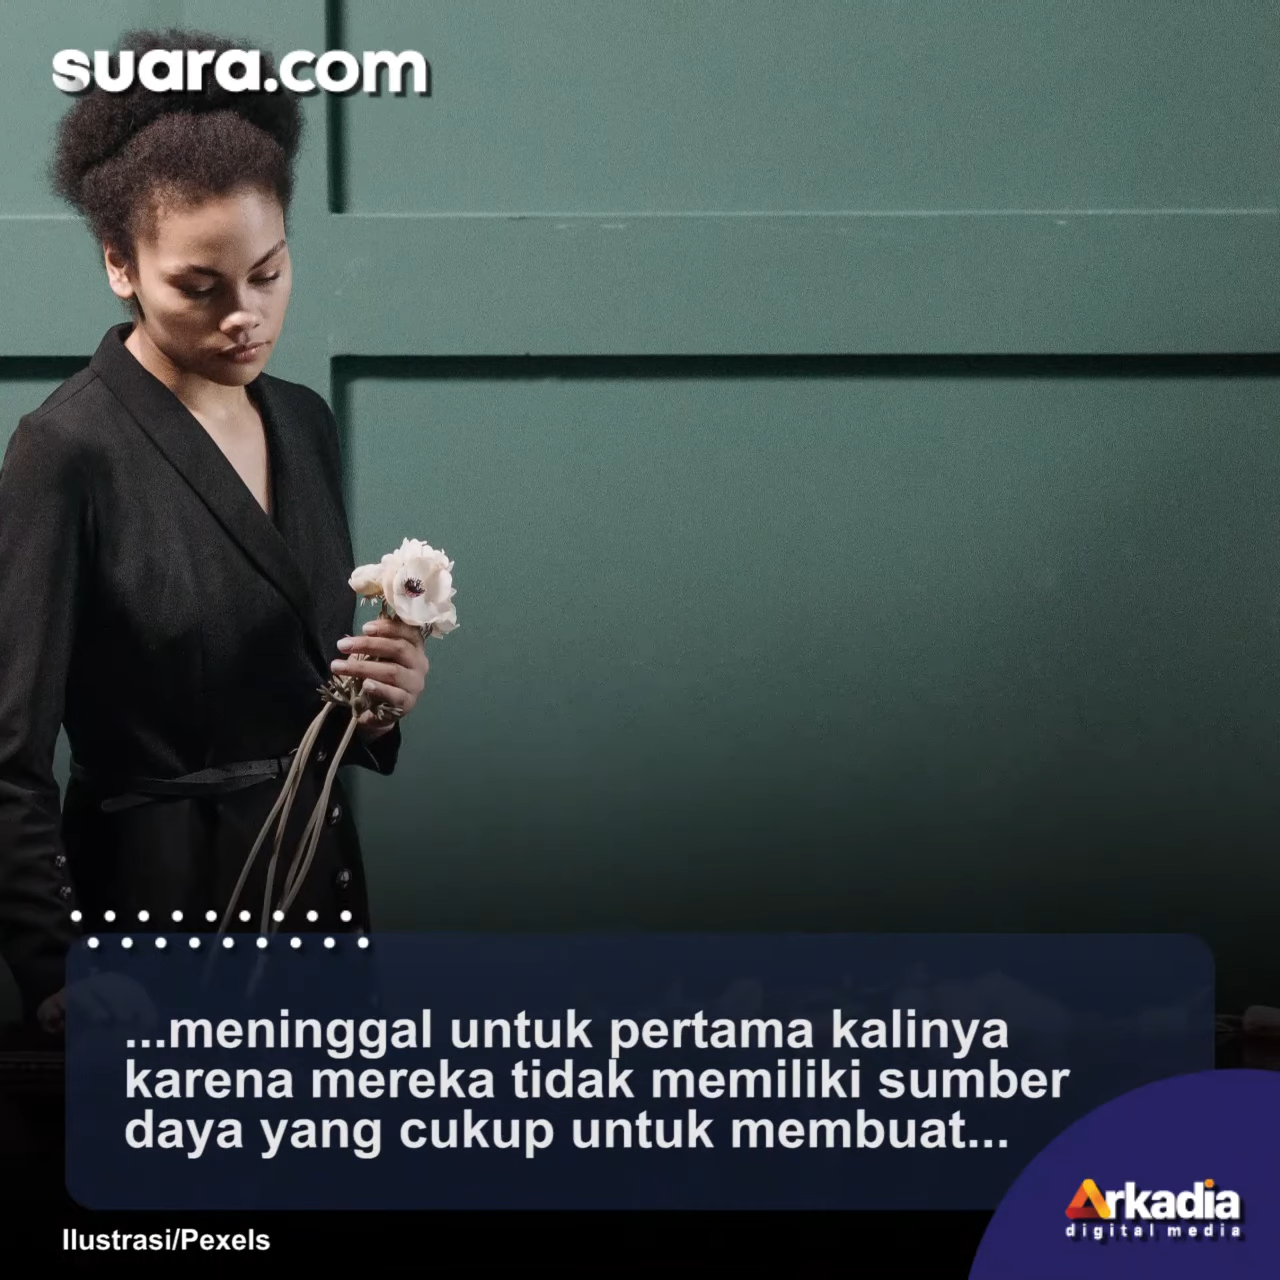 suara.com
...meninggal untuk pertama kalinya
karena mereka tidak memiliki sumber
daya yang cukup untuk membuat...
Ilustrasi/Pexels
Arkadia
digital media